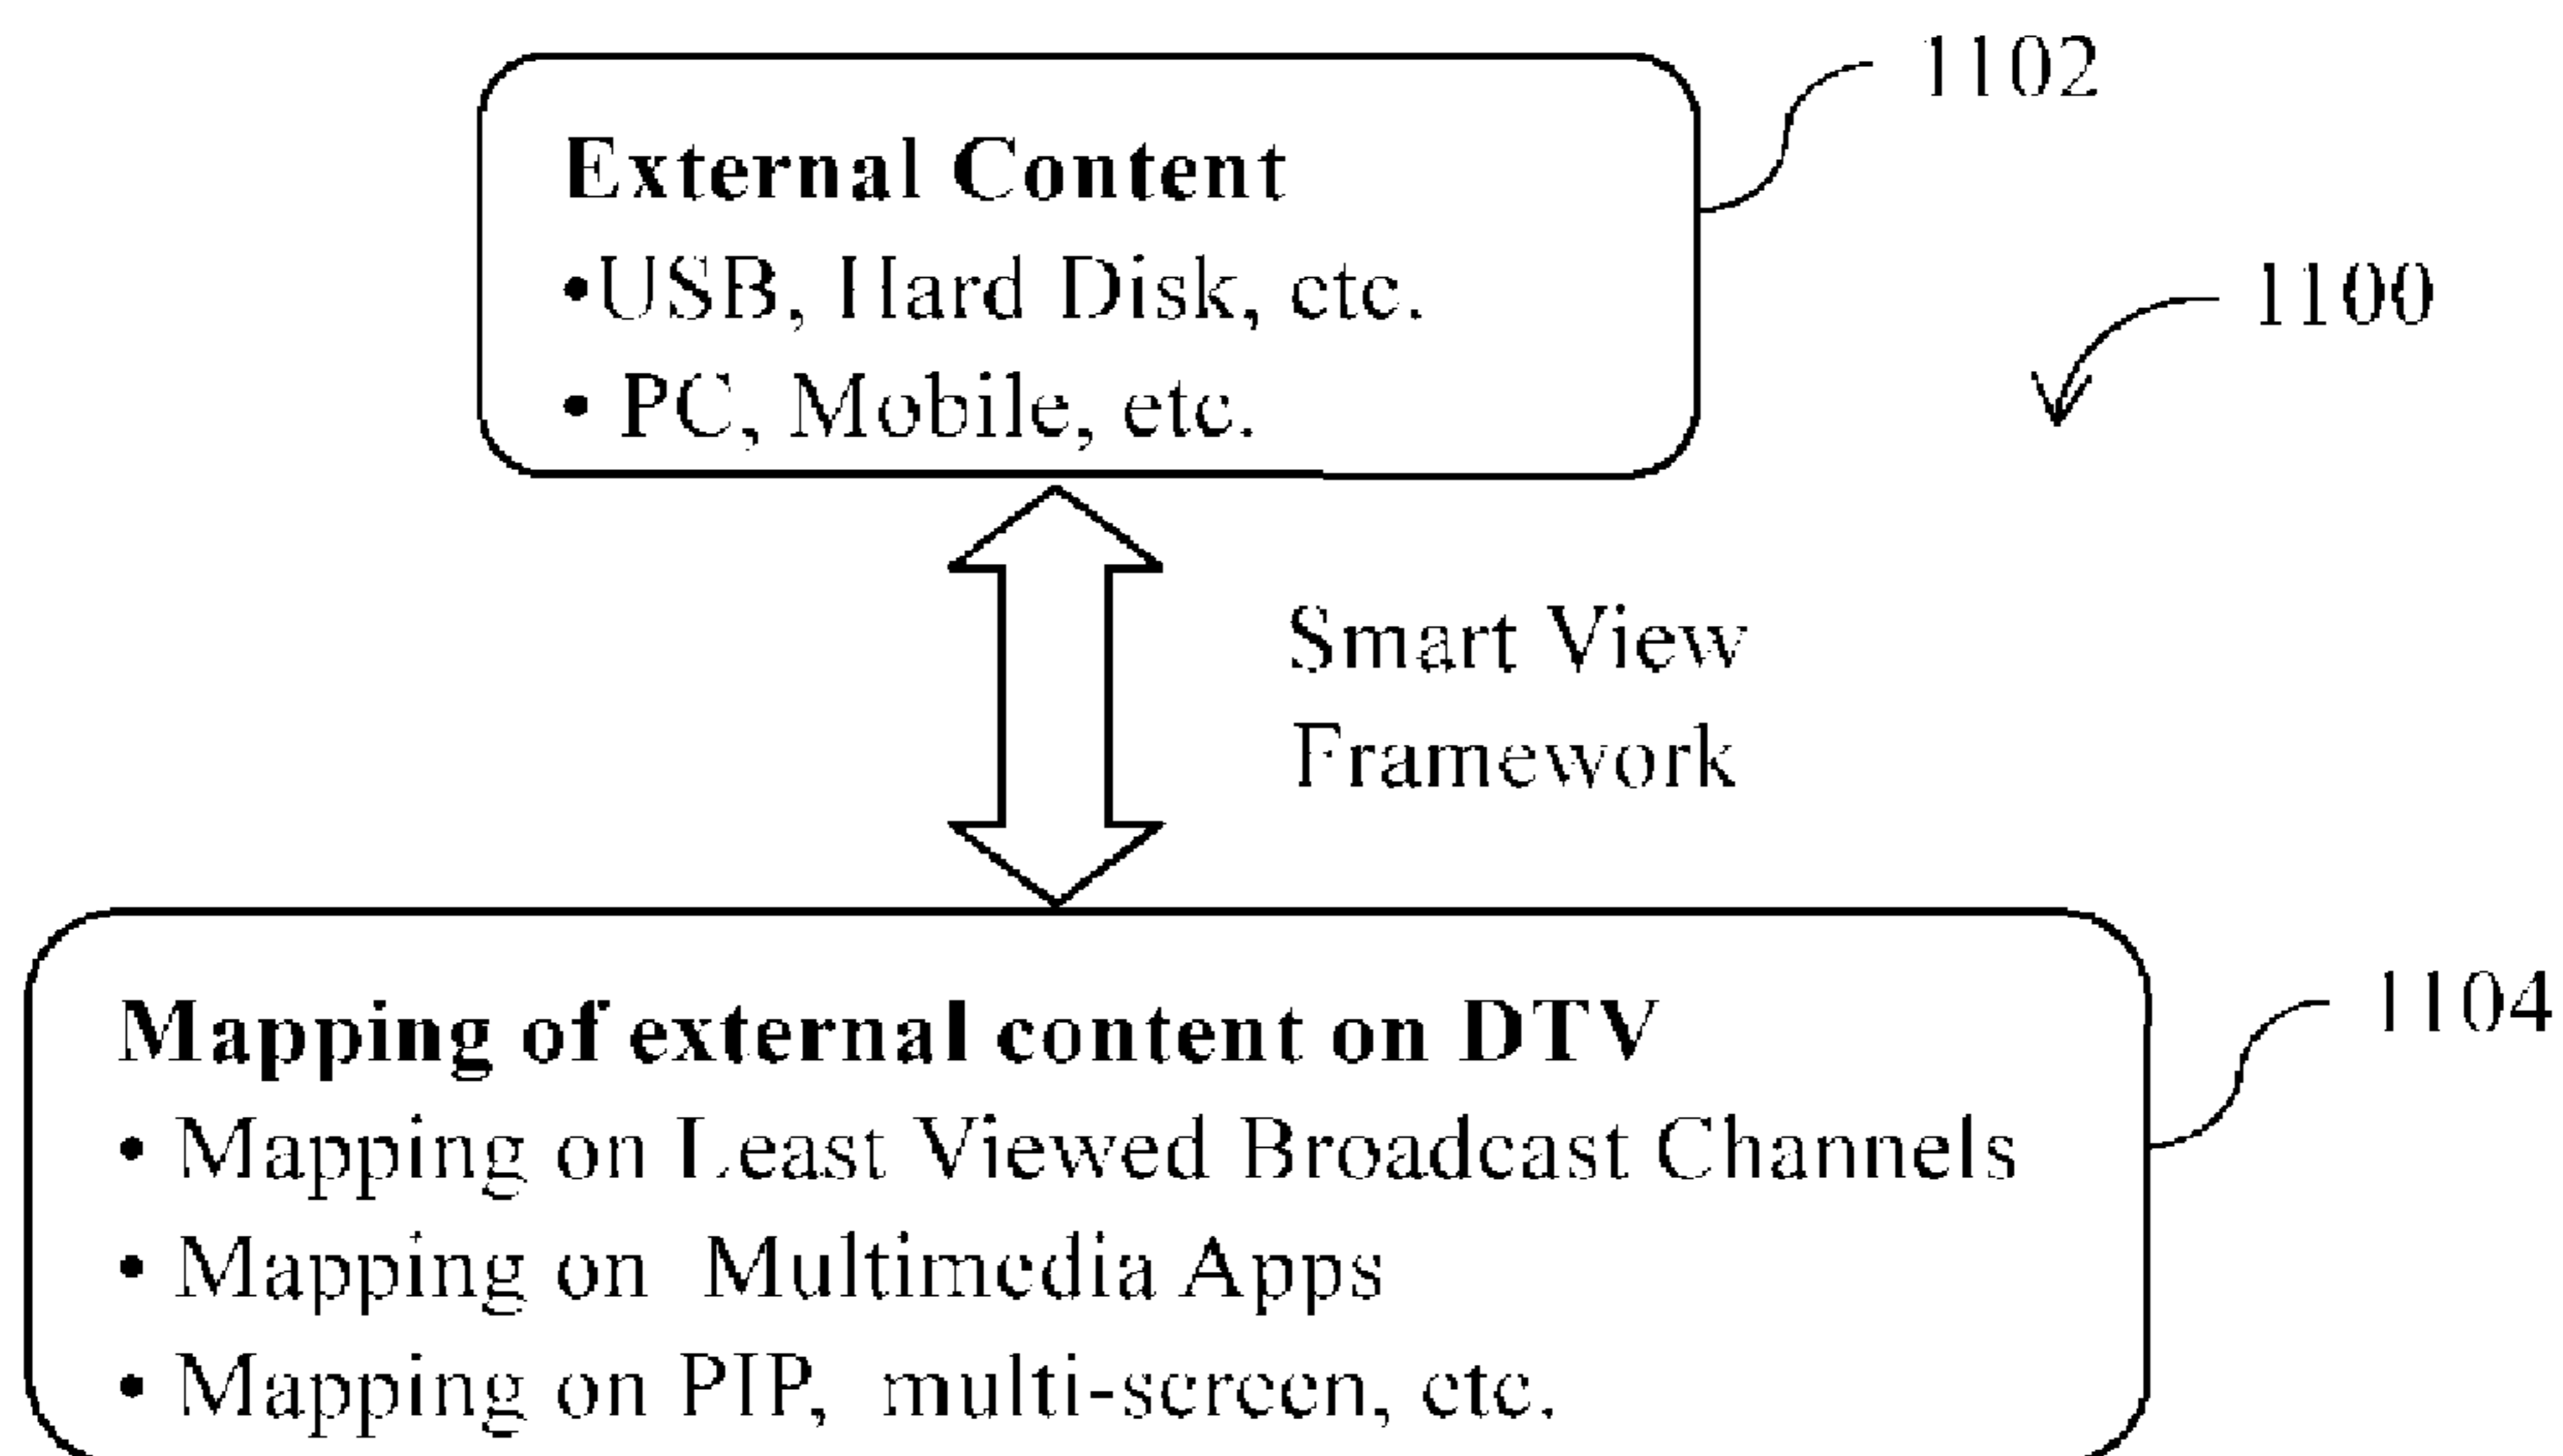 1102
External Content
•USB, Hard Disk, etc.
• PC, Mobile, etc.
1100
Smart View
Framework
1104
Mapping of external content on DTV
• Mapping on Least Viewed Broadcast Channels
• Mapping on Multimedia Apps
• Mapping on PIP, multi-screen, etc.